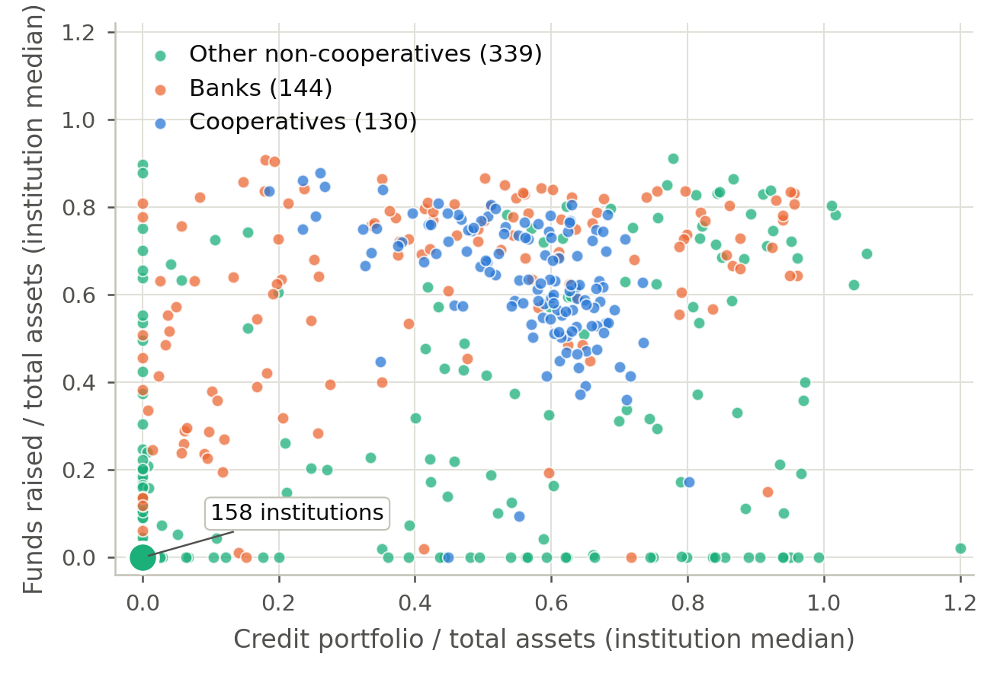 Funds raised / total assets (institution median)
1.2
1.0
0.8
0.6
0.4
0.2
0.0
Other non-cooperatives (339)
Banks (144)
Cooperatives (130)
158 institutions
0.0 0.2 0.4 0.6 0.8 1.0 1.2
Credit portfolio / total assets (institution median)